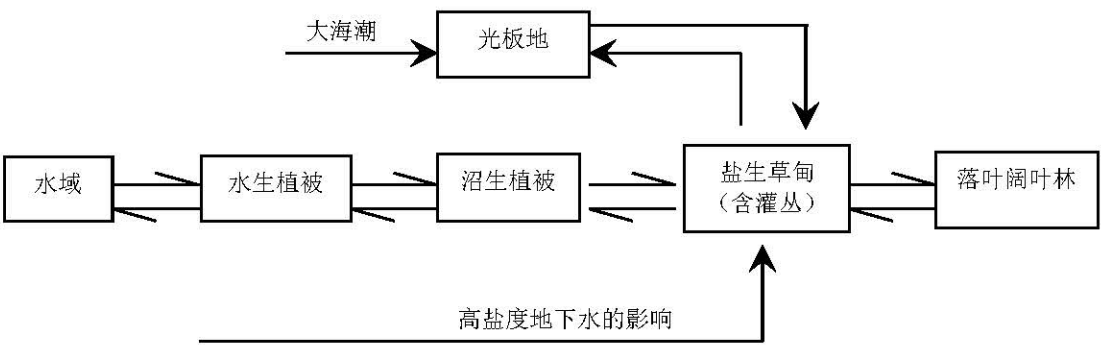 大海潮
光板地
水域
水生植被
沼生植被
盐生草甸
（含灌丛）
落叶阔叶林
高盐度地下水的影响